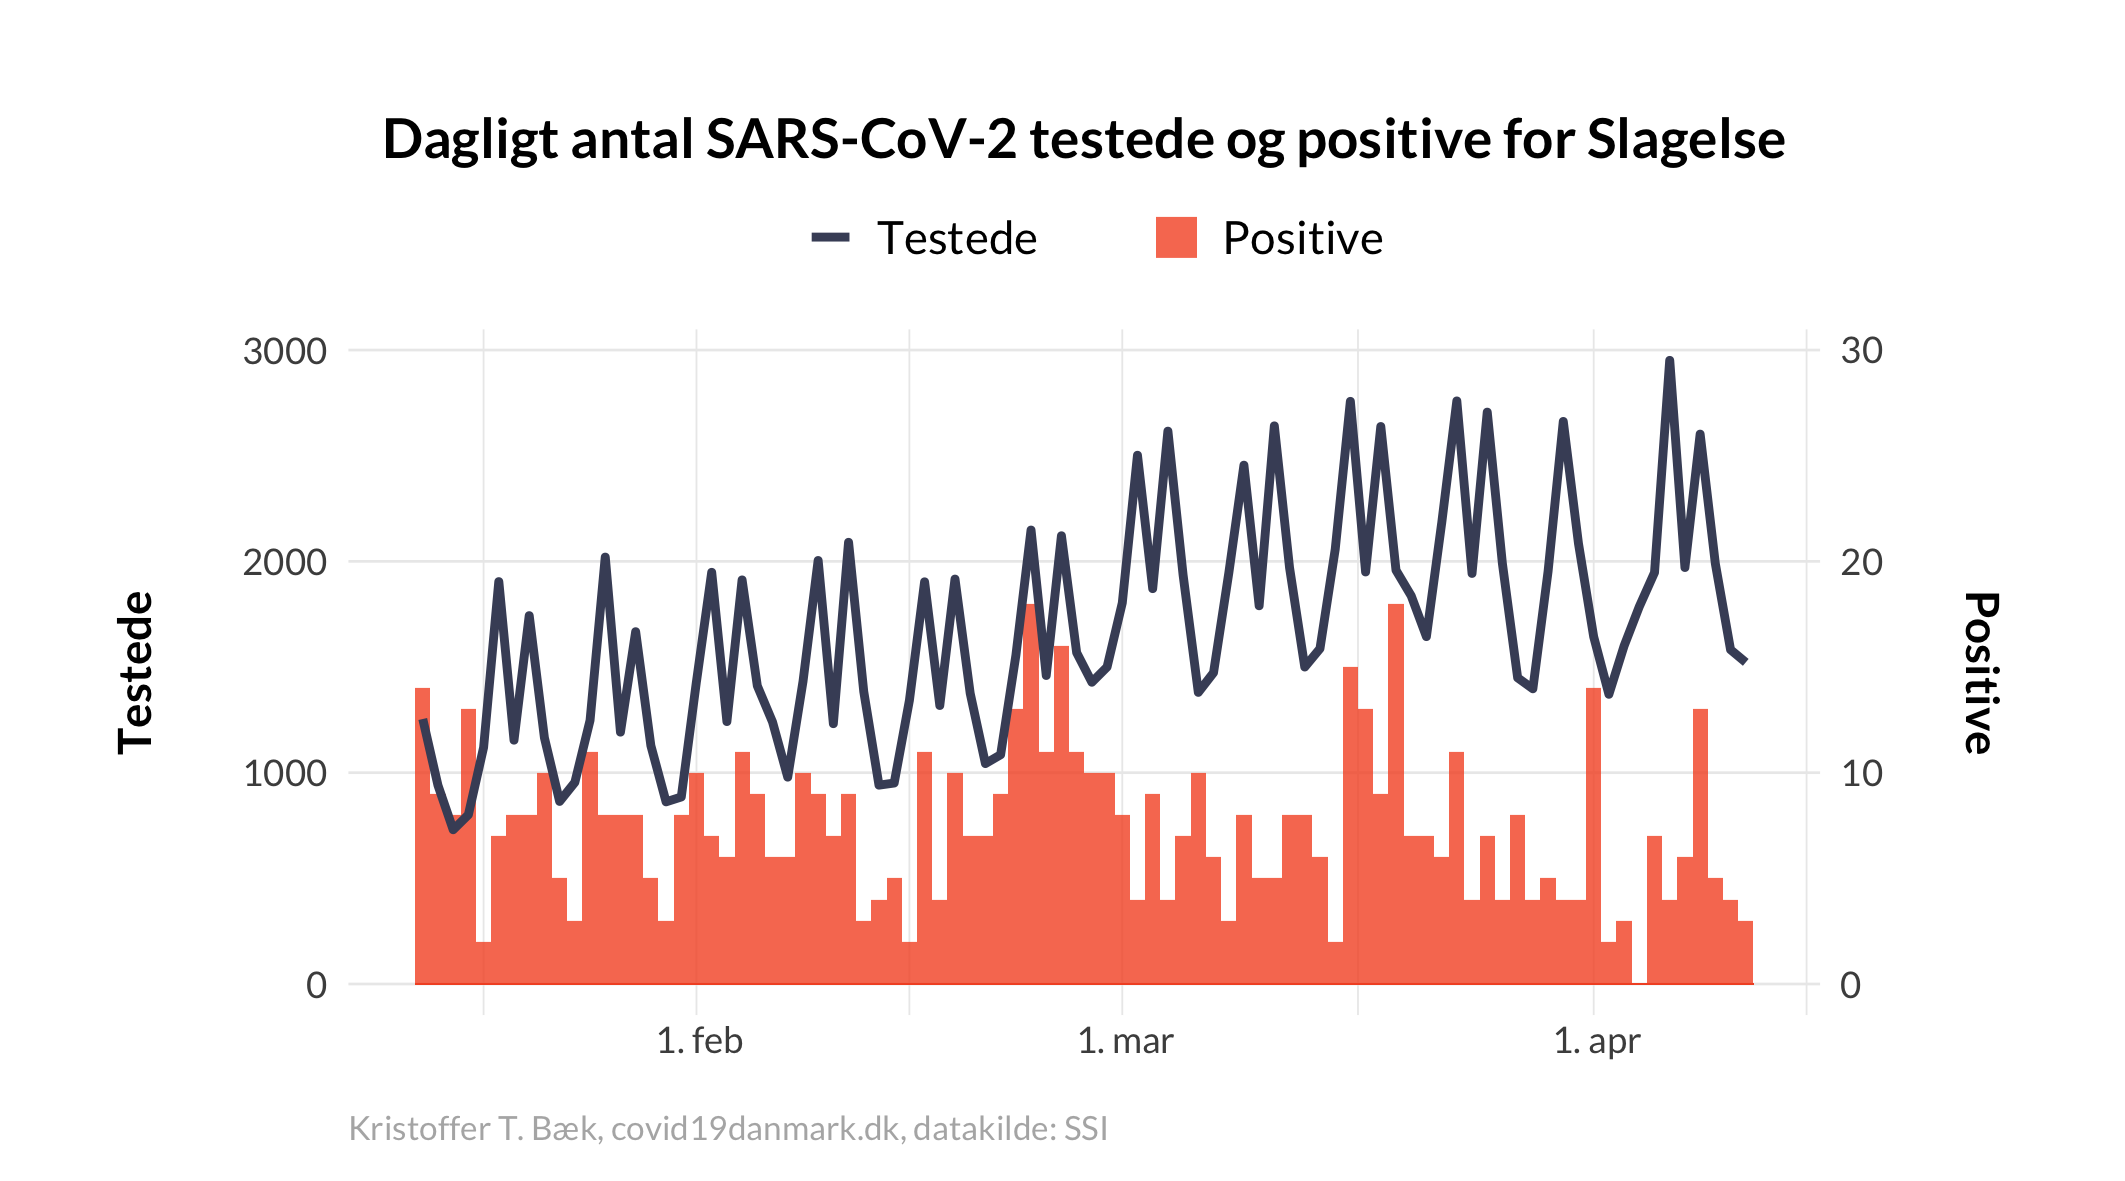 Dagligt antal SARS-CoV-2 testede og positive for Slagelse
Testede
Positive
3000
2000
1000
0
30
20
10
0
Testede
Positive
1. feb
1. mar
1. apr
Kristoffer T. Bæk, covid19danmark.dk, datakilde: SSI